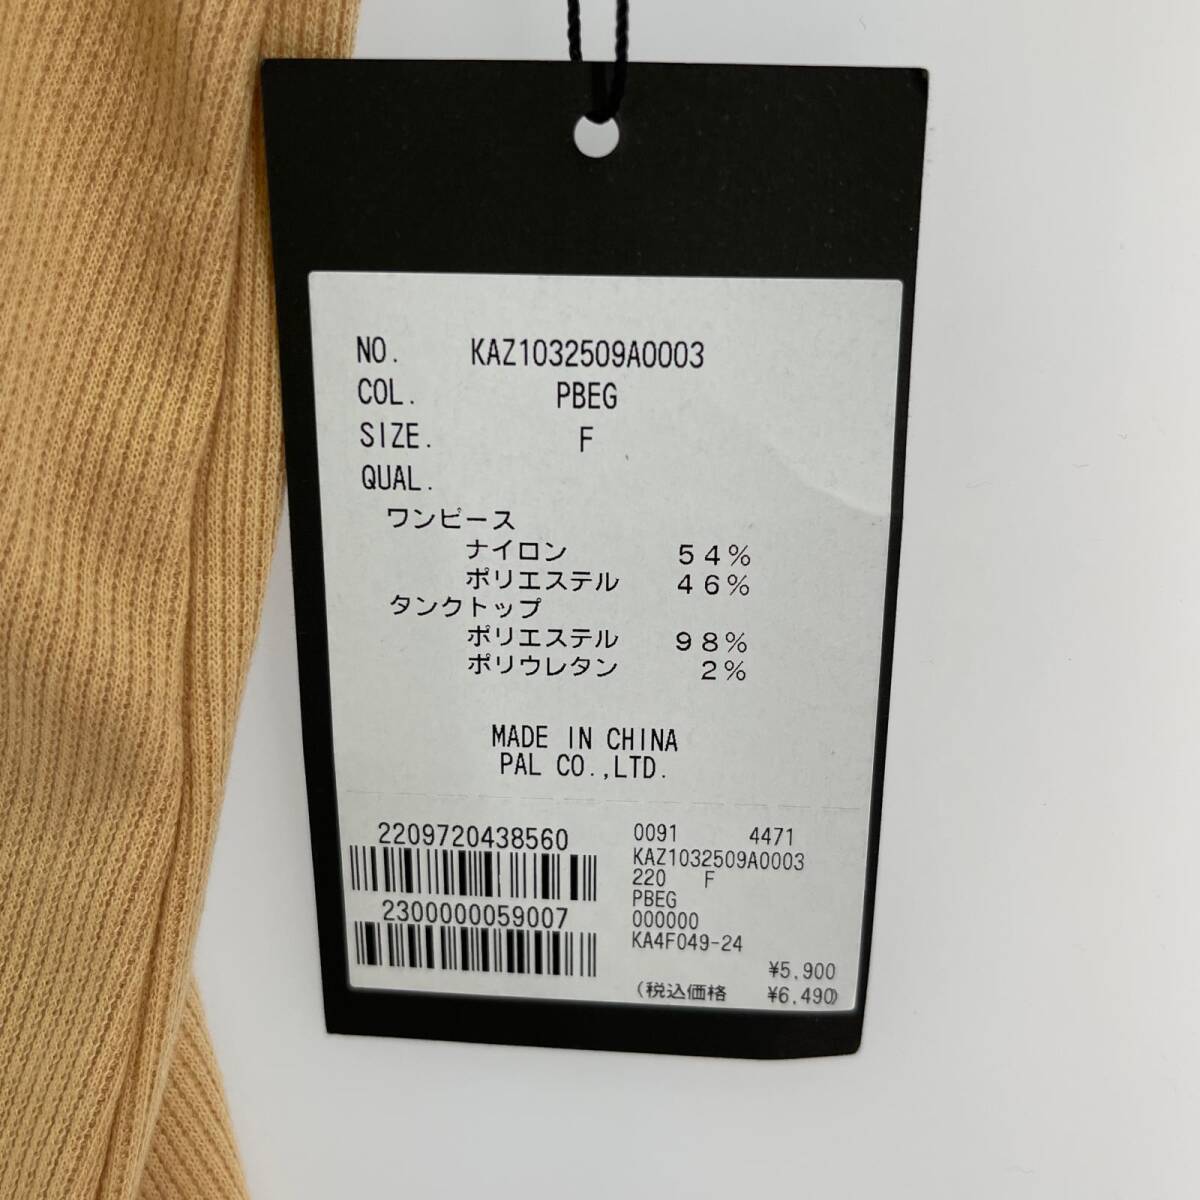 NO. KAZ1032509A0003
COL. PBEG
SIZE. F
QUAL.
ワンピース
ナイロン 54%
ポリエステル 46%
タンクトップ
ポリエステル 98%
ポリウレタン 2%
MADE IN CHINA
PAL CO.,LTD.
2209720438560
2300000059007
0091 4471
KAZ1032509A0003
220 F
PBEG
000000
KA4F049-24
¥5,900
(税込価格 ¥6,490)